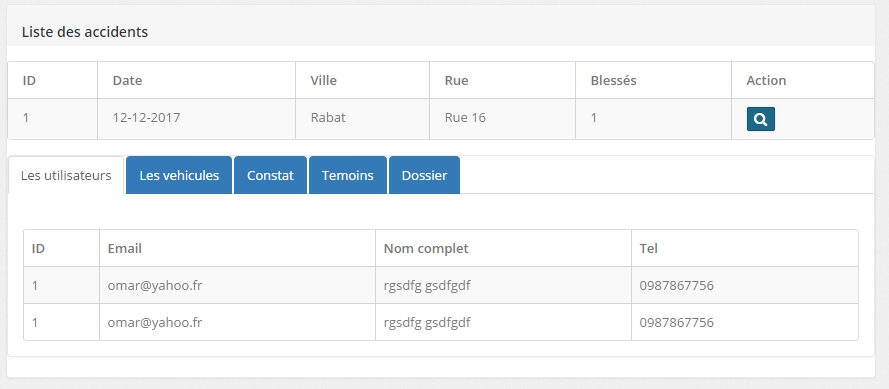 Liste des accidents
ID Date Ville Rue Blessés Action
1 12-12-2017 Rabat Rue 16 1
Les utilisateurs Les vehicules Constat Temoins Dossier
ID Email Nom complet Tel
1 omar@yahoo.fr rgsdfg gsdfgdf 0987867756
1 omar@yahoo.fr rgsdfg gsdfgdf 0987867756